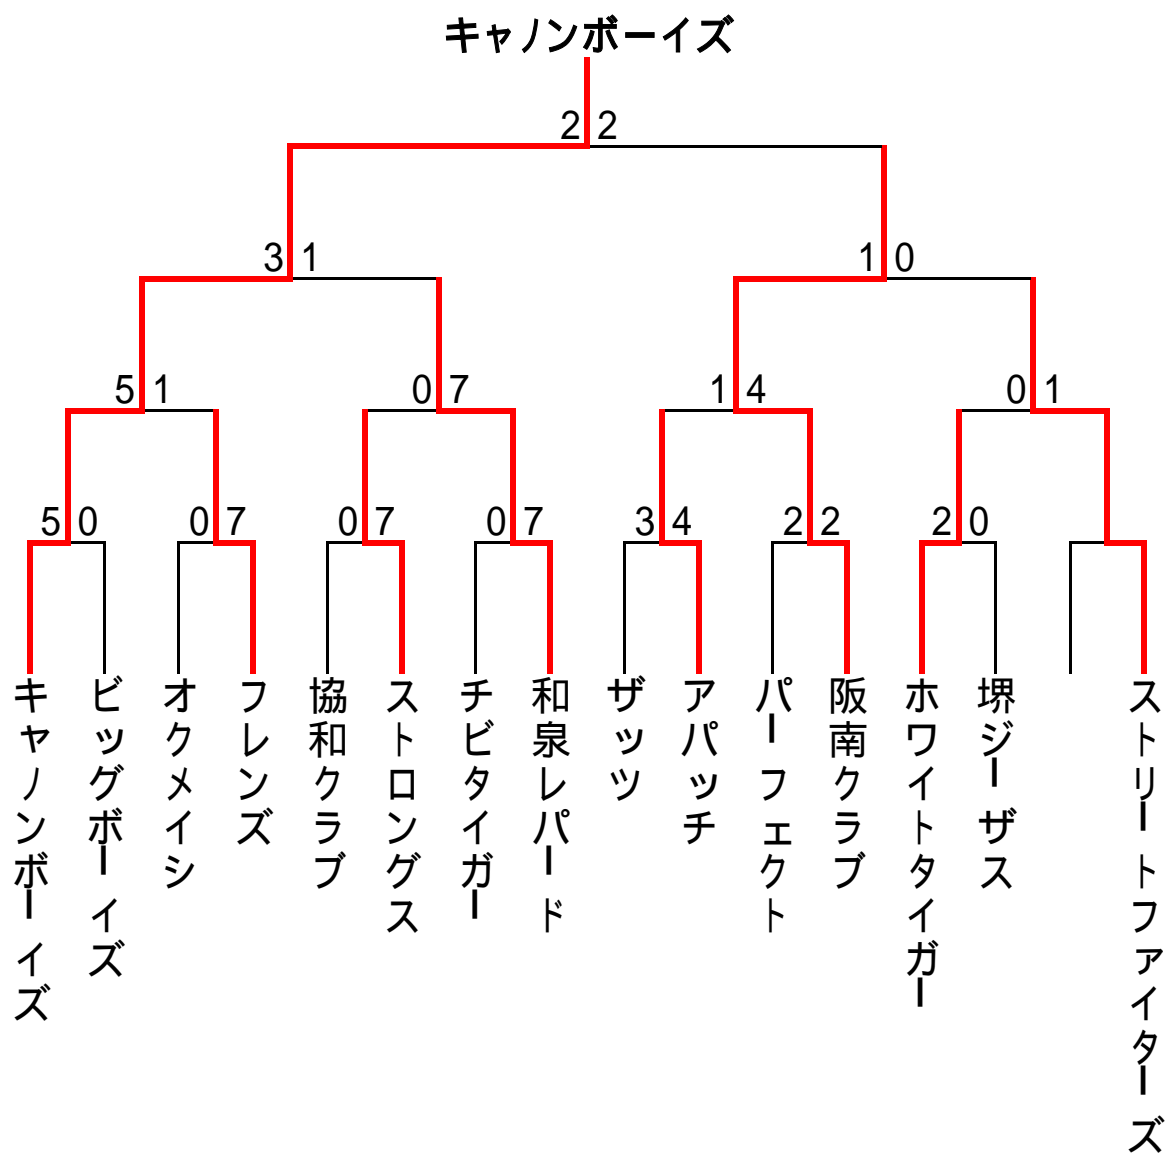 キャノンボーイズ
2 2
3 1
1 0
5 1
0 7
1 4
0 1
5 0
0 7
0 7
0 7
3 4
2 2
2 0
キャノンボーイズ
ビッグボーイズ
オクメイシ
フレンズ
協和クラブ
ストロングス
チビタイガー
和泉レパード
ザッツ
アパッチ
パーフェクト
阪南クラブ
ホワイトタイガー
堺ジーザス
ストリートファイターズ